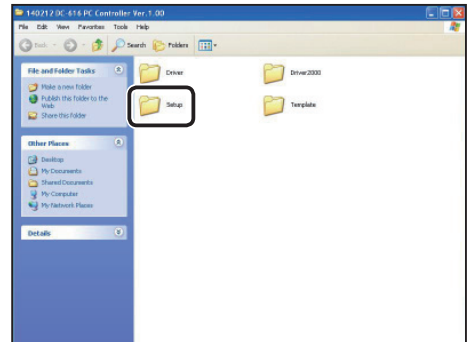 140212 DC-616 PC Controller Ver.1.00
File Edit View Favorites Tools Help
Back Search Folders
File and Folder Tasks
Make a new folder
Publish this folder to the
Web
Share this folder
Other Places
Desktop
My Documents
Shared Documents
My Computer
My Network Places
Details
Driver
Driver2000
Setup
Template